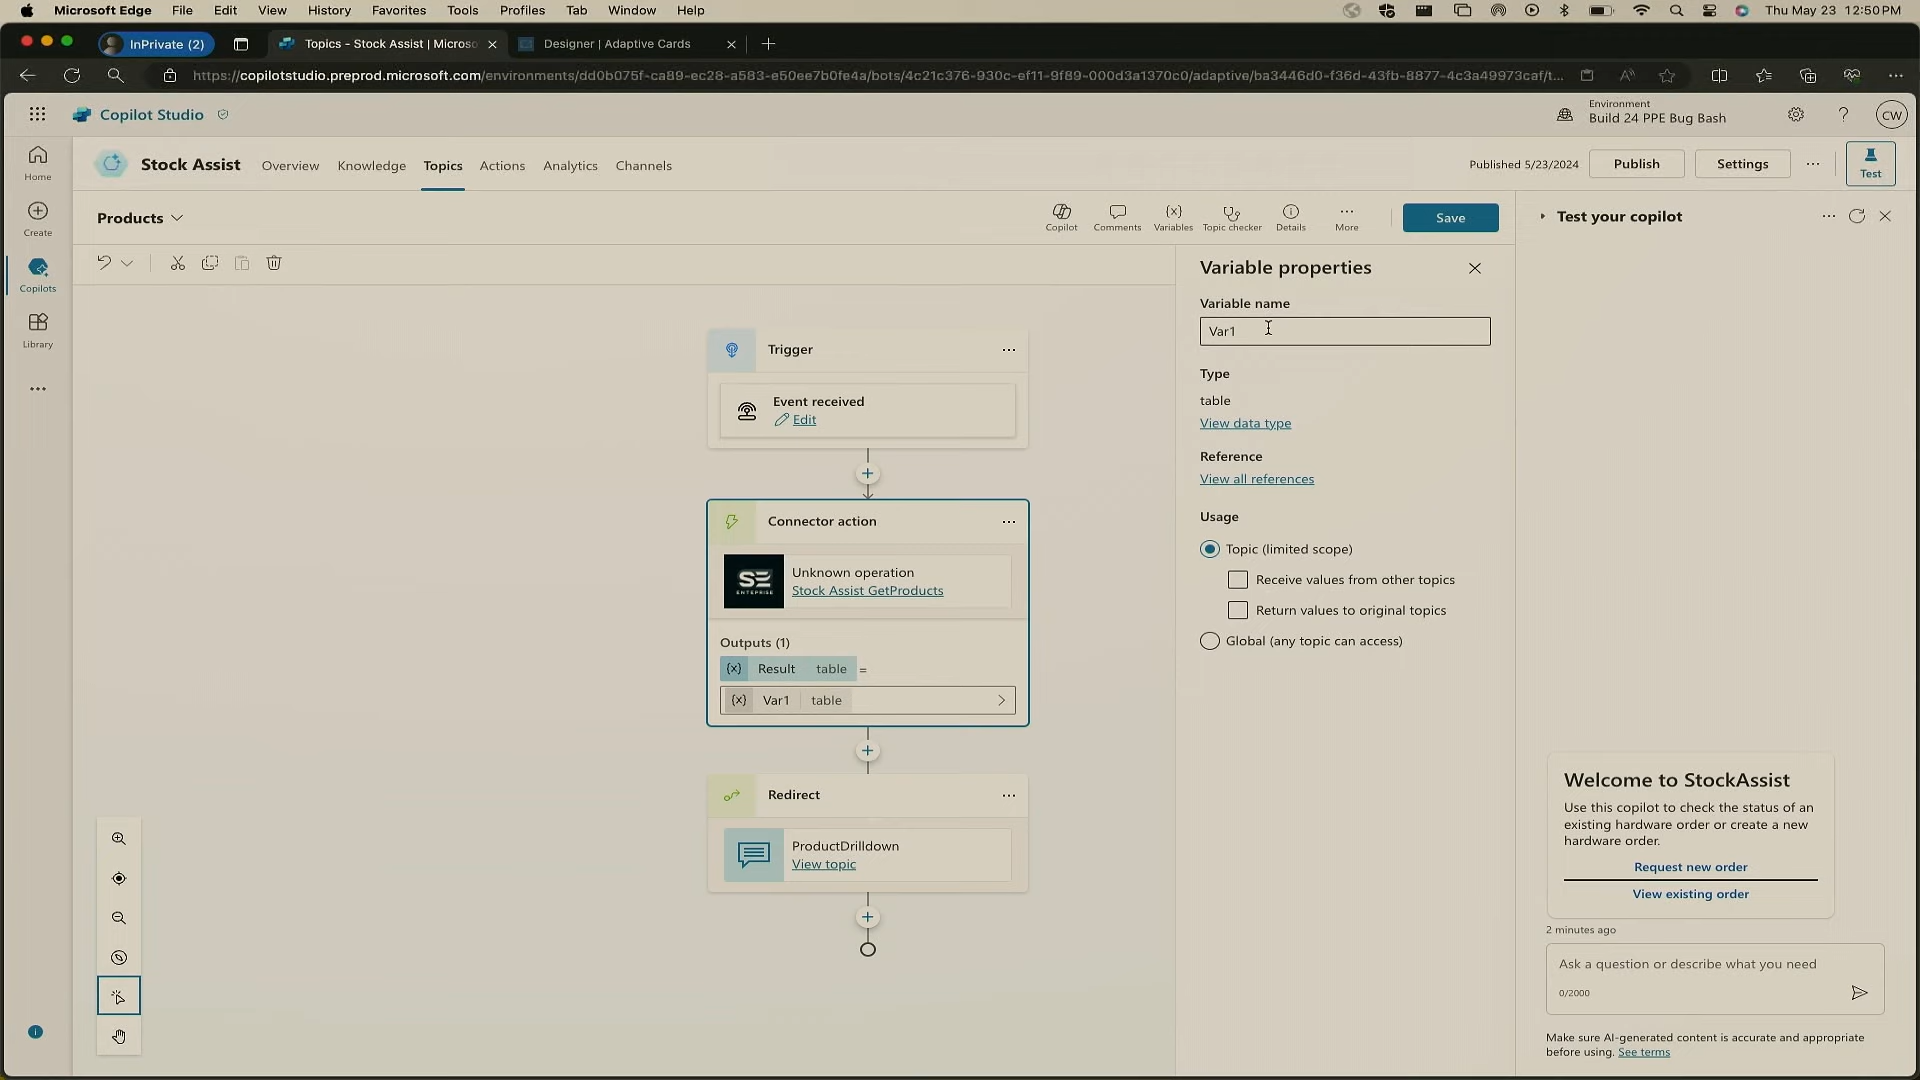 Microsoft Edge File Edit View History Favorites Tools Profiles Tab Window Help Thu May 23 12:50 PM
InPrivate (2) Topics - Stock Assist | Microso Designer | Adaptive Cards
https://copilotstudio.preprod.microsoft.com/environments/dd0b075f-ca89-ec28-a583-e50ee7b0fe4a/bots/4c21c376-930c-ef11-9f89-000d3a1370c0/adaptive/ba3446d0-f36d-43fb-8877-4c3a49973caf/t...
Copilot Studio
Environment
Build 24 PPE Bug Bash
CW
Home
Create
Copilots
Library
Stock Assist Overview Knowledge Topics Actions Analytics Channels
Published 5/23/2024 Publish Settings Test
Products
Copilot Comments Variables Topic checker Details More Save
Trigger
Event received
Edit
Connector action
SE
ENTEPRISE
Unknown operation
Stock Assist GetProducts
Outputs (1)
{x} Result table =
{x} Var1 table
Redirect
ProductDrilldown
View topic
Variable properties
Variable name
Var1
Type
table
View data type
Reference
View all references
Usage
Topic (limited scope)
Receive values from other topics
Return values to original topics
Global (any topic can access)
Test your copilot
Welcome to StockAssist
Use this copilot to check the status of an
existing hardware order or create a new
hardware order.
Request new order
View existing order
2 minutes ago
Ask a question or describe what you need
0/2000
Make sure AI-generated content is accurate and appropriate
before using. See terms